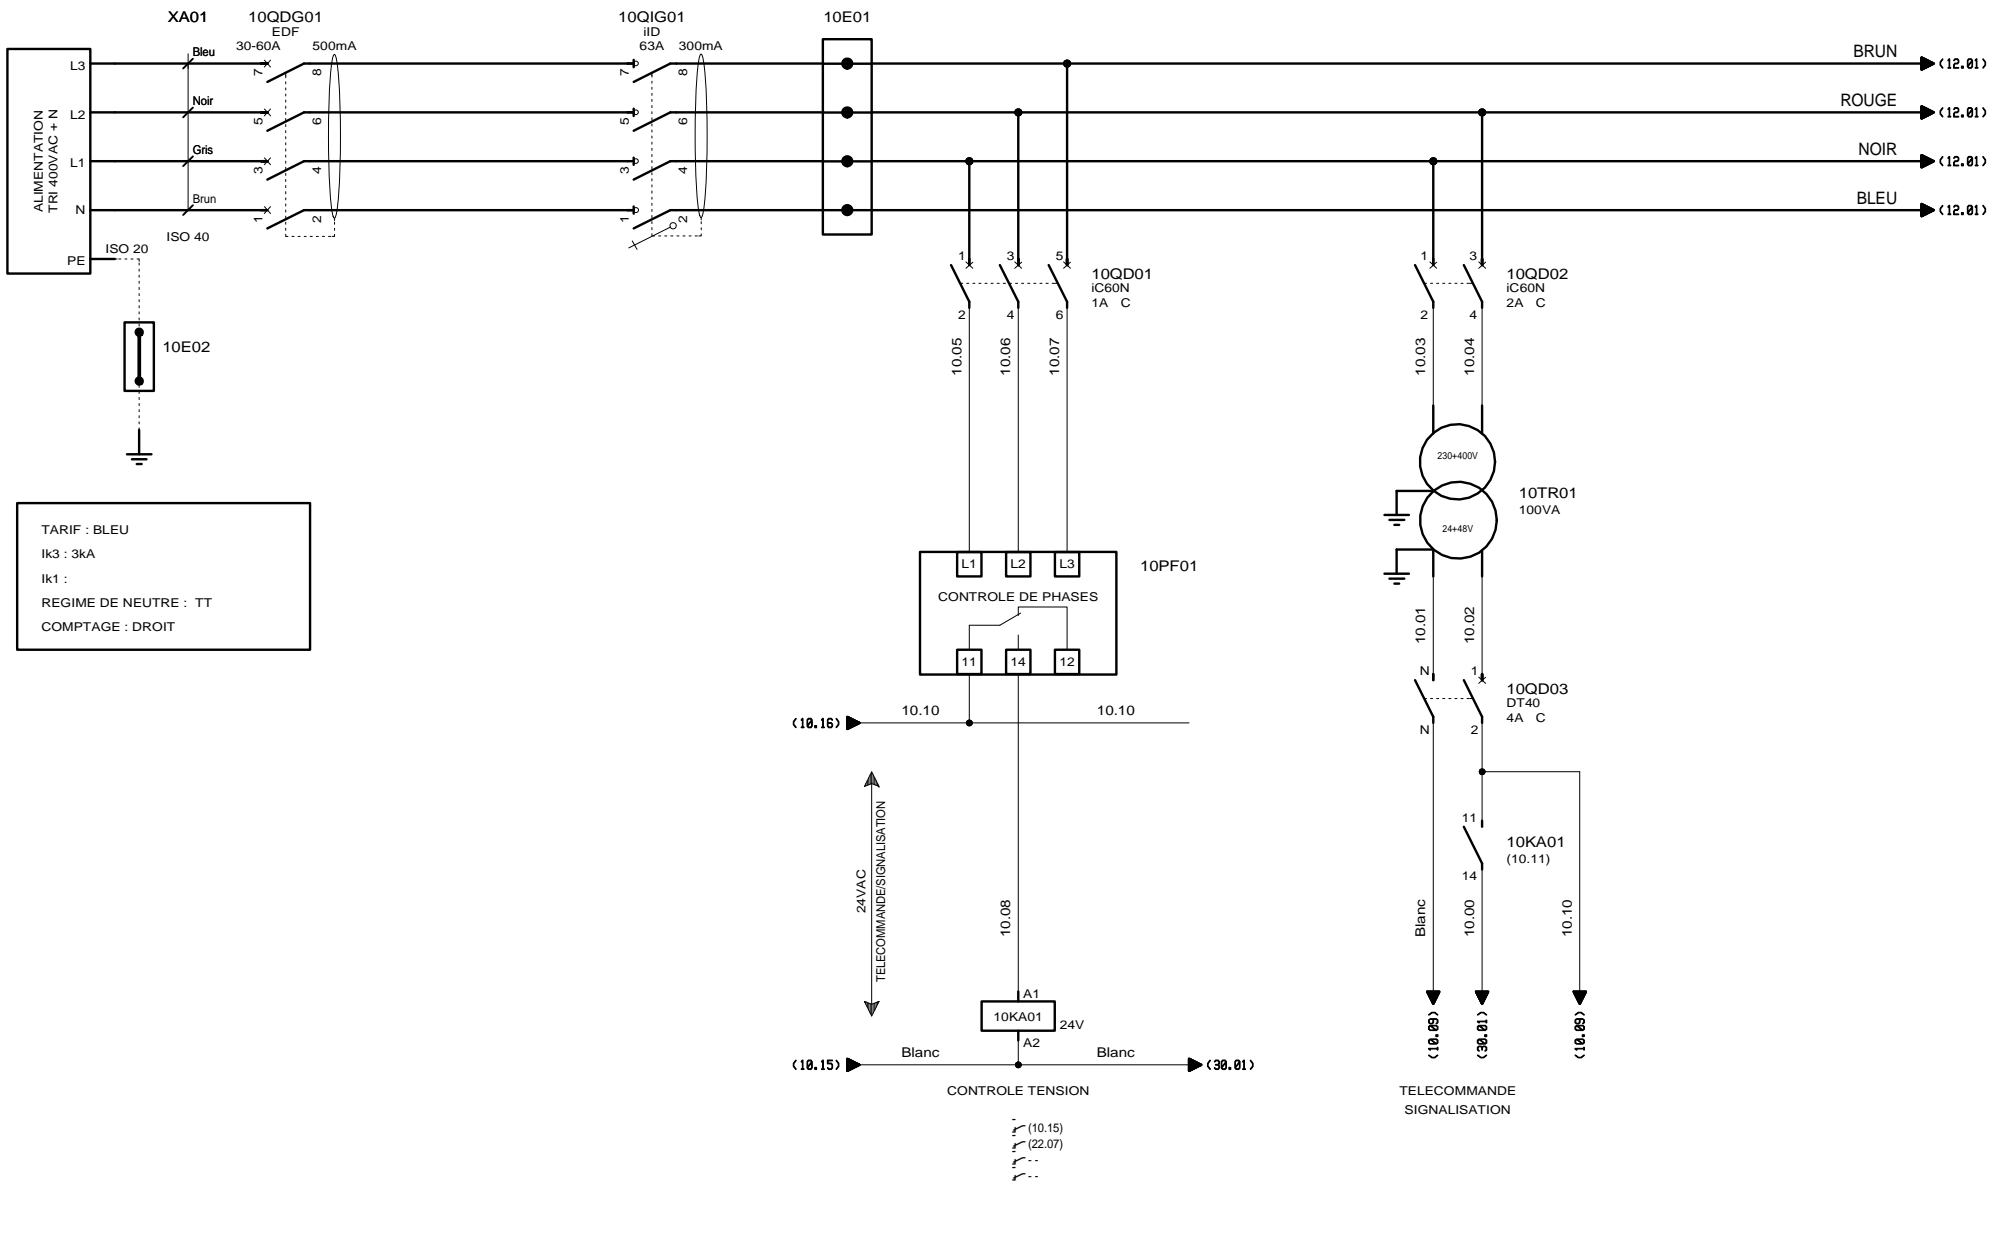 XA01
10QDG01
EDF
30-60A
500mA
10QIG01
iID
63A
300mA
10E01
ALIMENTATION
TRI 400VAC + N
L3
L2
L1
N
PE
Bleu
Noir
Gris
Brun
ISO 40
ISO 20
7
8
5
6
3
4
1
2
7
8
5
6
3
4
1
2
BRUN
(12.01)
ROUGE
(12.01)
NOIR
(12.01)
BLEU
(12.01)
10E02
1
3
5
10QD01
iC60N
1A C
2
4
6
10.05
10.06
10.07
1
3
10QD02
iC60N
2A C
2
4
10.03
10.04
230+400V
24+48V
10TR01
100VA
TARIF : BLEU
Ik3 : 3kA
Ik1 :
REGIME DE NEUTRE : TT
COMPTAGE : DROIT
L1
L2
L3
10PF01
CONTROLE DE PHASES
11
14
12
10.01
10.02
N
1
10QD03
DT40
4A C
N
2
(10.16)
10.10
10.10
24VAC
TELECOMMANDE/SIGNALISATION
10.08
11
10KA01
(10.11)
14
Blanc
10.00
10.10
(10.09)
(30.01)
(10.09)
A1
10KA01
24V
A2
(10.15)
Blanc
Blanc
(30.01)
CONTROLE TENSION
TELECOMMANDE
SIGNALISATION
(10.15)
(22.07)
- -
- -